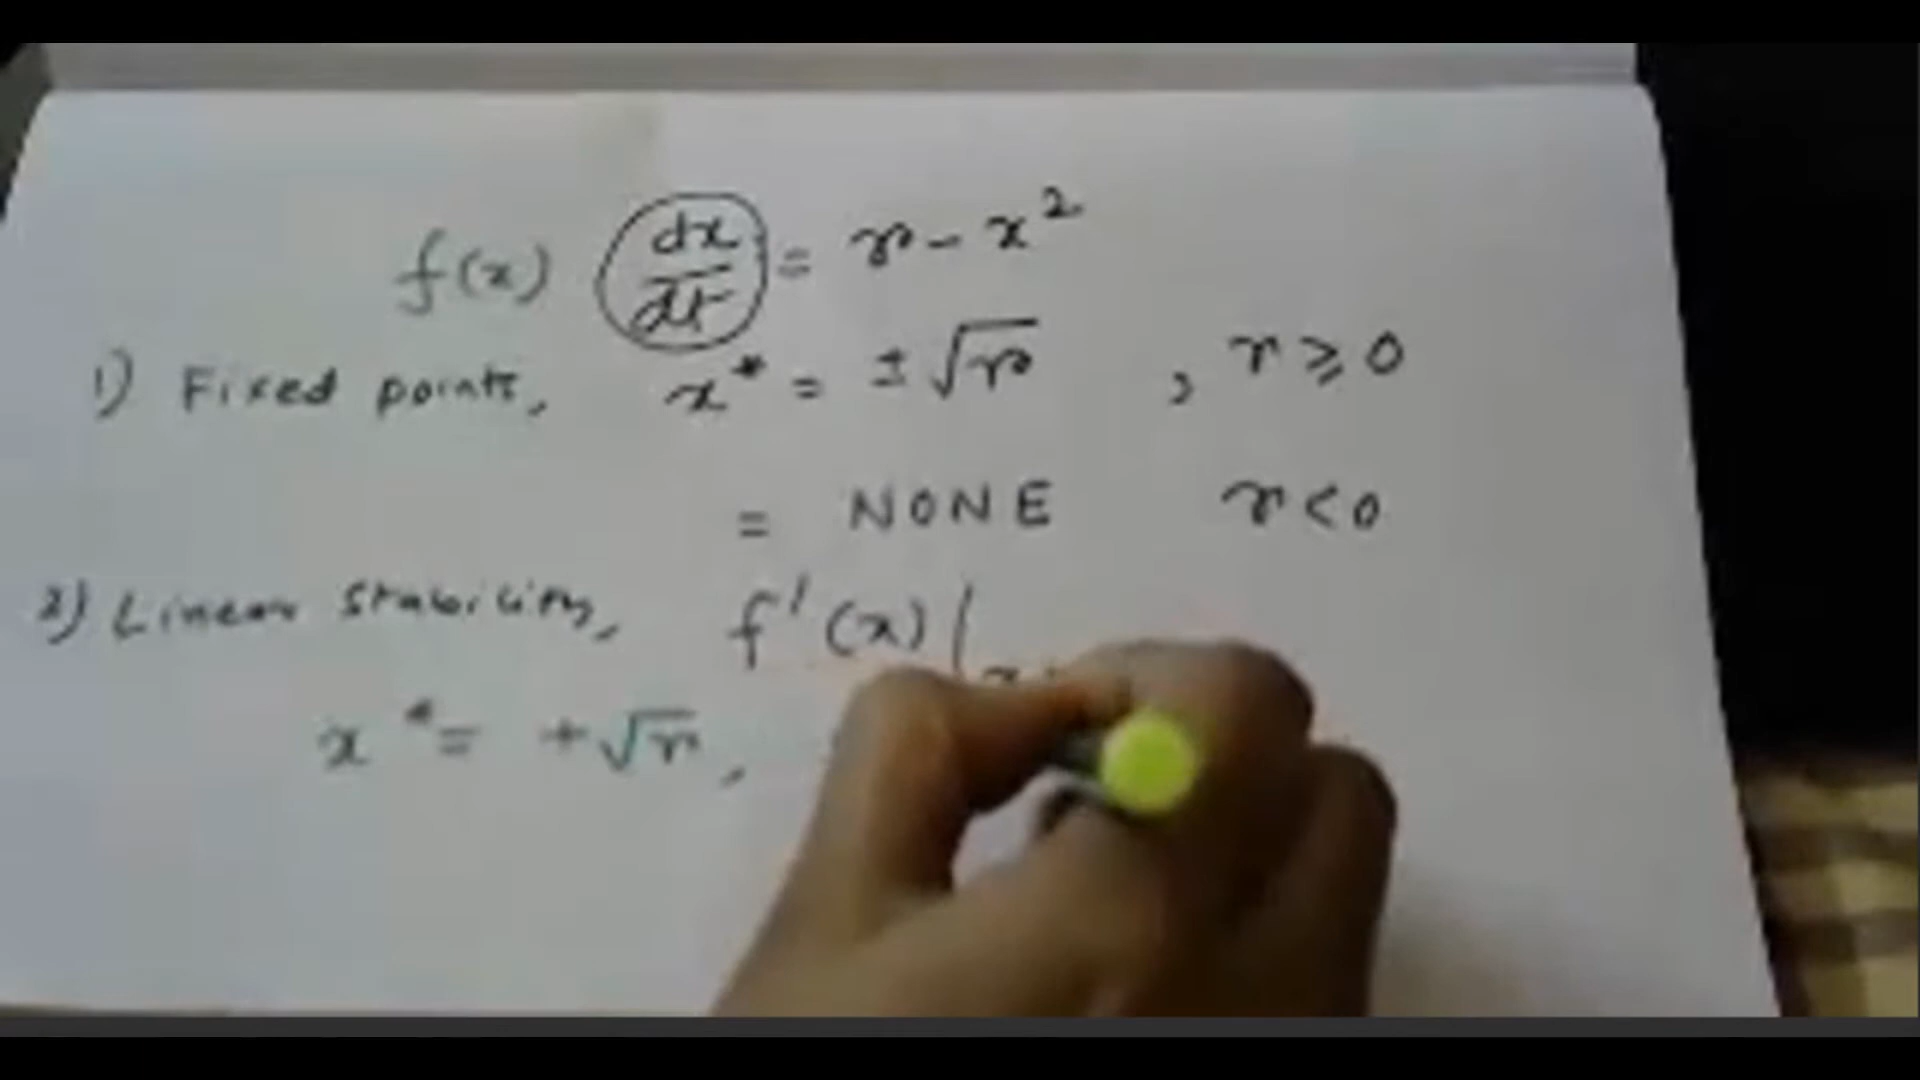 f(x) dx/dt = r - x²
1) Fixed points, x* = ± √r , r ≥ 0
= NONE r < 0
2) Linear stability, f'(x) |
x* = + √r ,